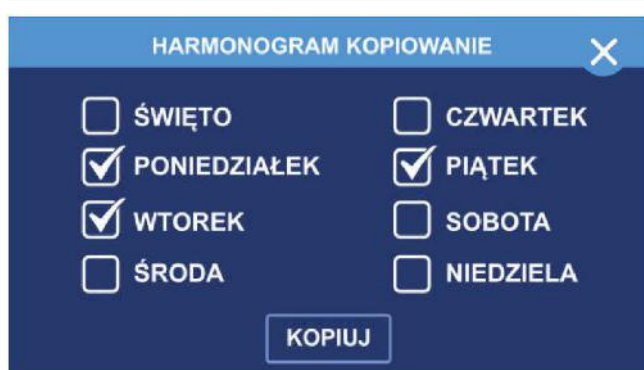 HARMONOGRAM KOPIOWANIE
ŚWIĘTO
PONIEDZIAŁEK
WTOREK
ŚRODA
CZWARTEK
PIĄTEK
SOBOTA
NIEDZIELA
KOPIUJ